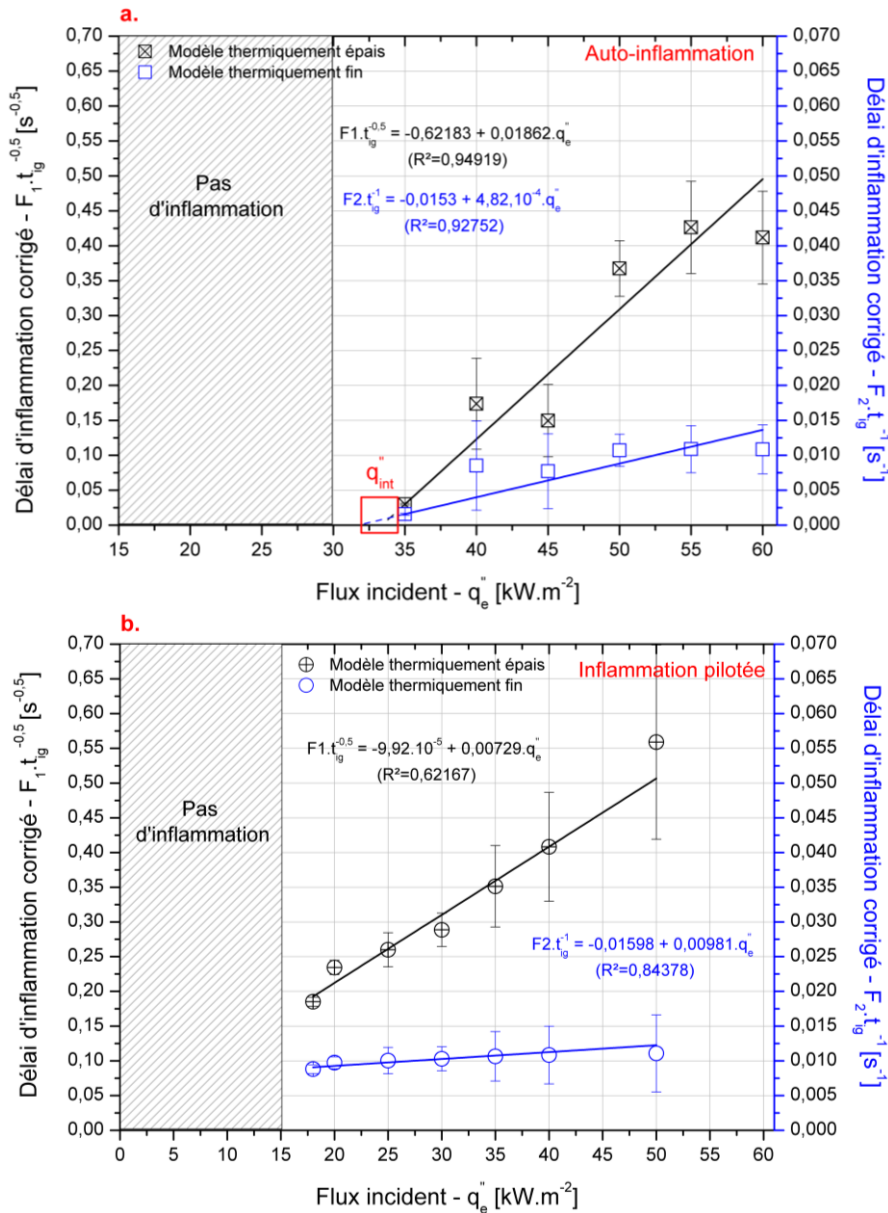 a.
Modèle thermiquement épais
Modèle thermiquement fin
Auto-inflammation
F1.t_ig^-0,5 = -0,62183 + 0,01862.q_e^"
(R²=0,94919)
F2.t_ig^-1 = -0,0153 + 4,82,10^-4.q_e^"
(R²=0,92752)
Pas
d'inflammation
q_int^"
0,70
0,65
0,60
0,55
0,50
0,45
0,40
0,35
0,30
0,25
0,20
0,15
0,10
0,05
0,00
Délai d'inflammation corrigé - F_1.t_ig^-0,5 [s^-0,5]
0,070
0,065
0,060
0,055
0,050
0,045
0,040
0,035
0,030
0,025
0,020
0,015
0,010
0,005
0,000
Délai d'inflammation corrigé - F_2.t_ig^-1 [s^-1]
15 20 25 30 35 40 45 50 55 60
Flux incident - q_e^" [kW.m^-2]
b.
Modèle thermiquement épais
Modèle thermiquement fin
Inflammation pilotée
F1.t_ig^-0,5 = -9,92.10^-5 + 0,00729.q_e^"
(R²=0,62167)
Pas
d'inflammation
F2.t_ig^-1 = -0,01598 + 0,00981.q_e^"
(R²=0,84378)
0,70
0,65
0,60
0,55
0,50
0,45
0,40
0,35
0,30
0,25
0,20
0,15
0,10
0,05
0,00
Délai d'inflammation corrigé - F_1.t_ig^-0,5 [s^-0,5]
0,070
0,065
0,060
0,055
0,050
0,045
0,040
0,035
0,030
0,025
0,020
0,015
0,010
0,005
0,000
Délai d'inflammation corrigé - F_2.t_ig^-1 [s^-1]
0 5 10 15 20 25 30 35 40 45 50 55 60
Flux incident - q_e^" [kW.m^-2]